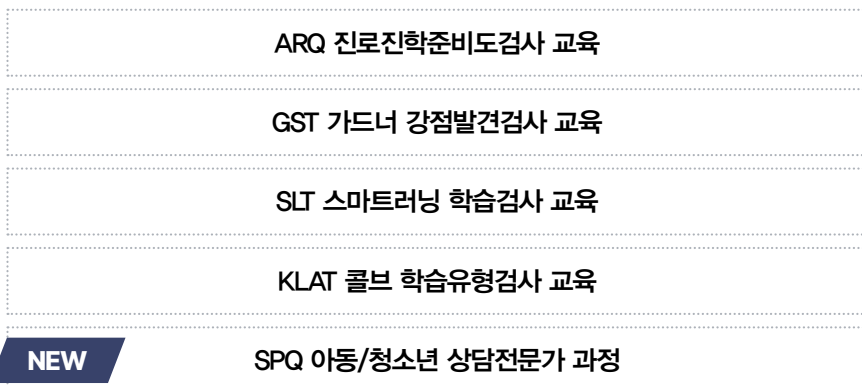 ARQ 진로진학준비도검사 교육
GST 가드너 강점발견검사 교육
SLT 스마트러닝 학습검사 교육
KLAT 콜브 학습유형검사 교육
NEW SPQ 아동/청소년 상담전문가 과정